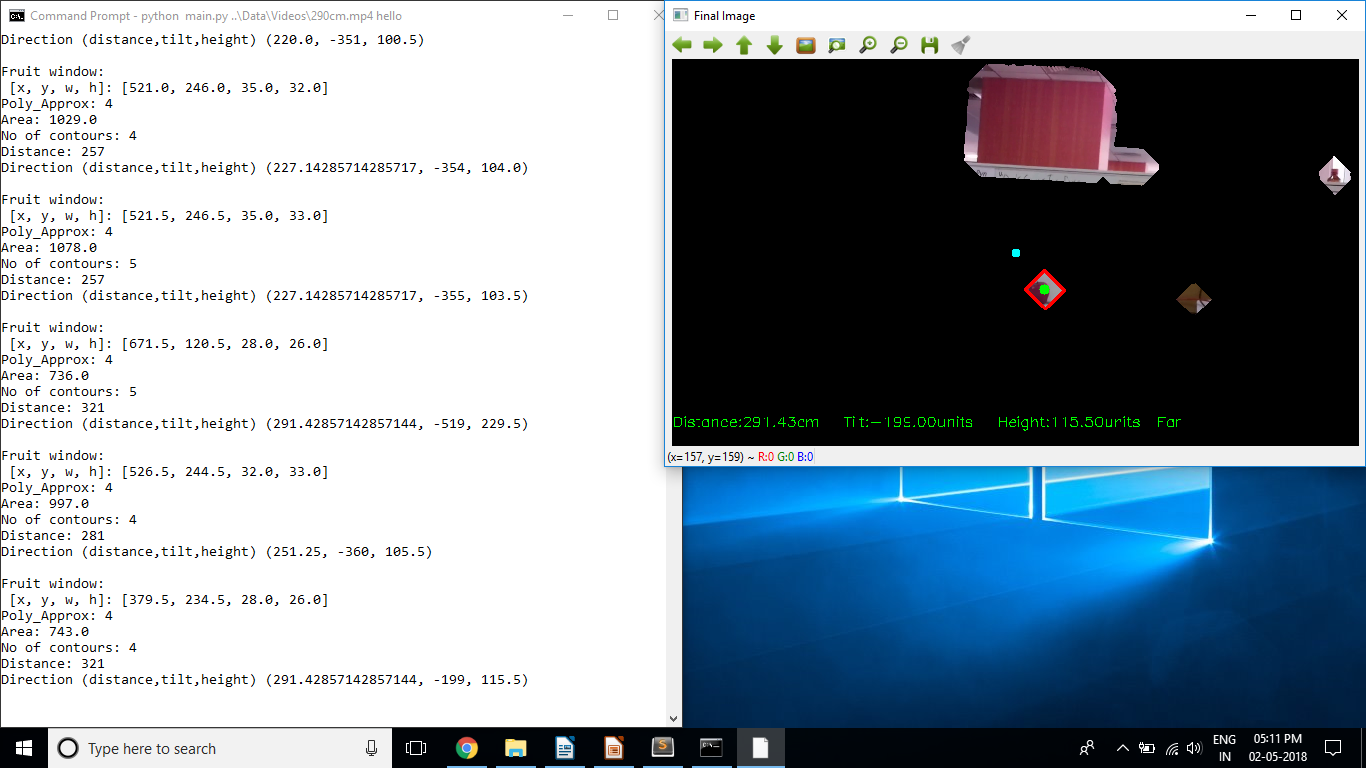 Command Prompt - python  main.py ..\Data\Videos\290cm.mp4 hello
Direction (distance,tilt,height) (220.0, -351, 100.5)
Fruit window:
[x, y, w, h]: [521.0, 246.0, 35.0, 32.0]
Poly_Approx: 4
Area: 1029.0
No of contours: 4
Distance: 257
Direction (distance,tilt,height) (227.14285714285717, -354, 104.0)
Fruit window:
[x, y, w, h]: [521.5, 246.5, 35.0, 33.0]
Poly_Approx: 4
Area: 1078.0
No of contours: 5
Distance: 257
Direction (distance,tilt,height) (227.14285714285717, -355, 103.5)
Fruit window:
[x, y, w, h]: [671.5, 120.5, 28.0, 26.0]
Poly_Approx: 4
Area: 736.0
No of contours: 5
Distance: 321
Direction (distance,tilt,height) (291.42857142857144, -519, 229.5)
Fruit window:
[x, y, w, h]: [526.5, 244.5, 32.0, 33.0]
Poly_Approx: 4
Area: 997.0
No of contours: 4
Distance: 281
Direction (distance,tilt,height) (251.25, -360, 105.5)
Fruit window:
[x, y, w, h]: [379.5, 234.5, 28.0, 26.0]
Poly_Approx: 4
Area: 743.0
No of contours: 4
Distance: 321
Direction (distance,tilt,height) (291.42857142857144, -199, 115.5)
Final Image
Distance:291.43cm Tilt:-199.00units Height:115.50units Far
(x=157, y=159) ~ R:0 G:0 B:0
Type here to search
ENG
IN
05:11 PM
02-05-2018